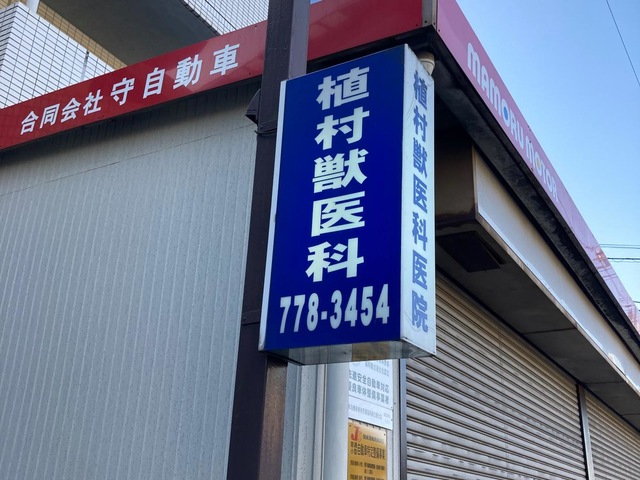 合同会社 守自動車
MAMORU MOTOR
植村獣医科
778-3454
植村獣医科医院